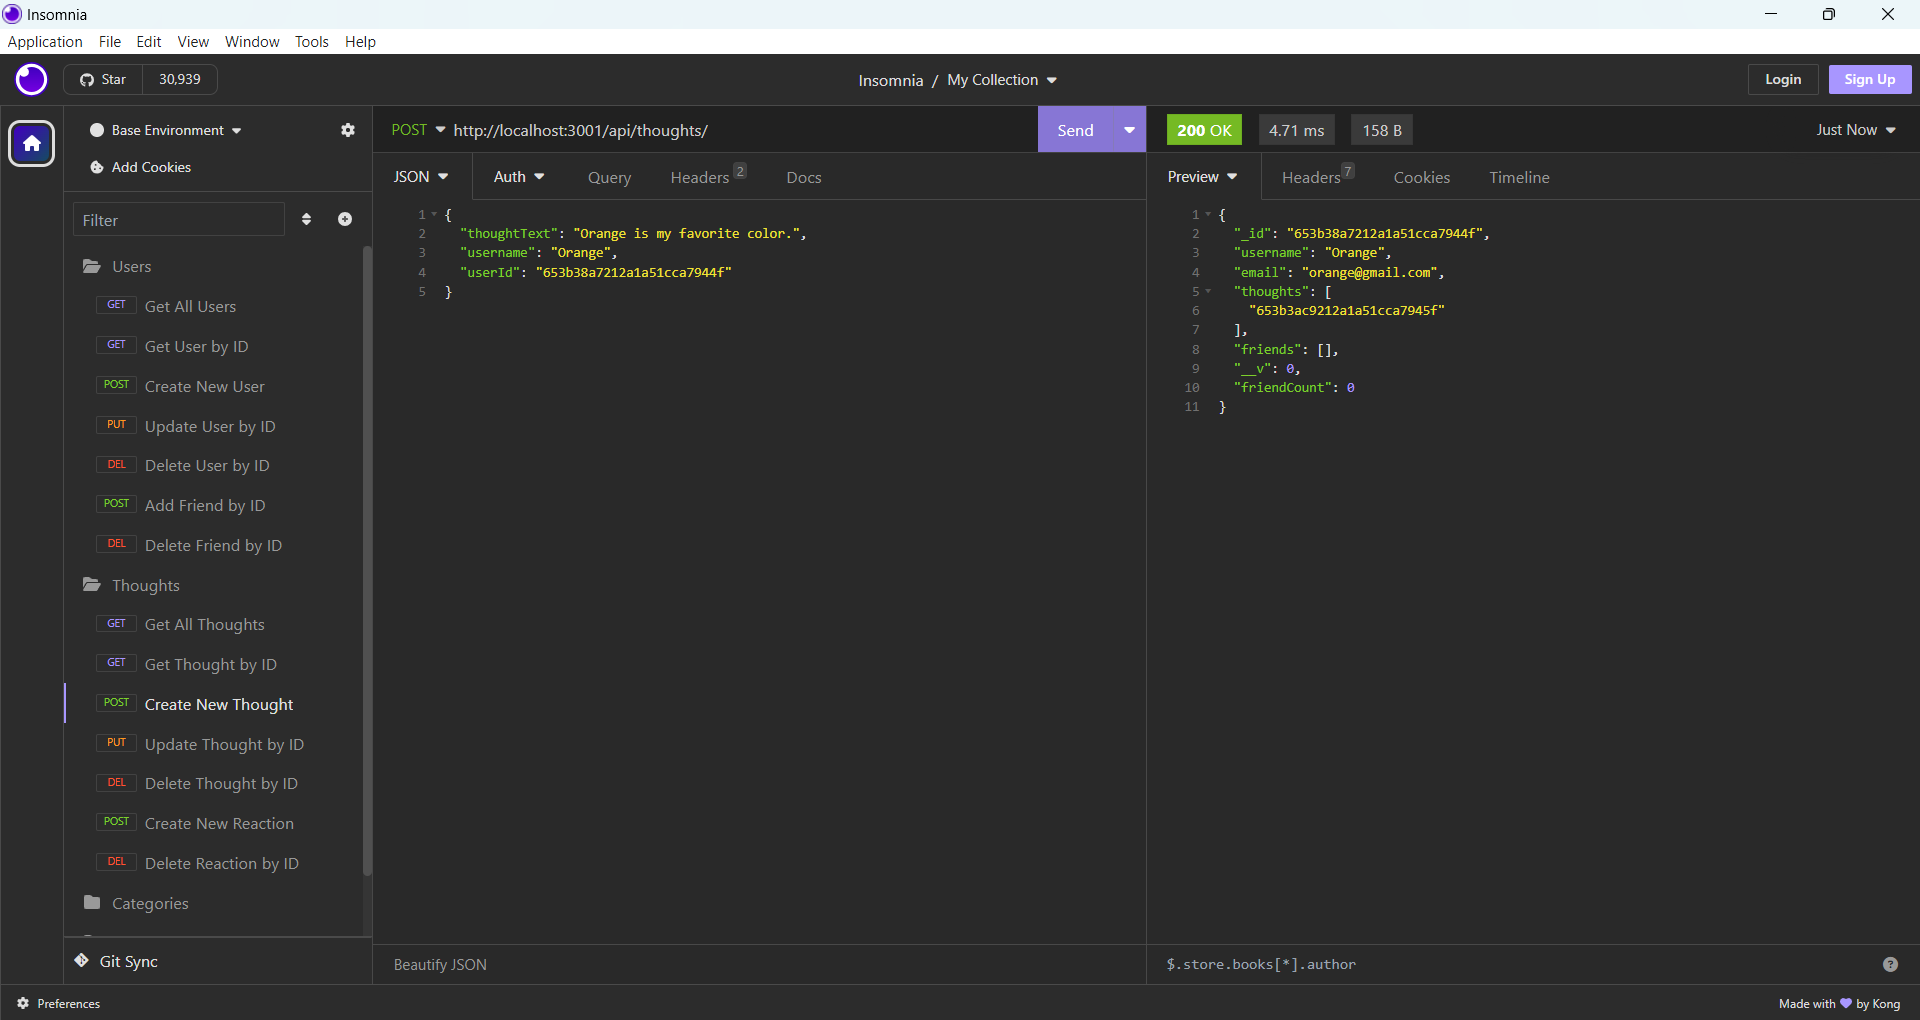 Insomnia
Application File Edit View Window Tools Help
Star 30,939
Insomnia / My Collection
Login
Sign Up
Base Environment
Add Cookies
Filter
Users
GET Get All Users
GET Get User by ID
POST Create New User
PUT Update User by ID
DEL Delete User by ID
POST Add Friend by ID
DEL Delete Friend by ID
Thoughts
GET Get All Thoughts
GET Get Thought by ID
POST Create New Thought
PUT Update Thought by ID
DEL Delete Thought by ID
POST Create New Reaction
DEL Delete Reaction by ID
Categories
Git Sync
POST http://localhost:3001/api/thoughts/ Send
JSON Auth Query Headers 2 Docs
1 {
2 "thoughtText": "Orange is my favorite color.",
3 "username": "Orange",
4 "userId": "653b38a7212a1a51cca7944f"
5 }
Beautify JSON
200 OK 4.71 ms 158 B Just Now
Preview Headers 7 Cookies Timeline
1 {
2 "_id": "653b38a7212a1a51cca7944f",
3 "username": "Orange",
4 "email": "orange@gmail.com",
5 "thoughts": [
6 "653b3ac9212a1a51cca7945f"
7 ],
8 "friends": [],
9 "__v": 0,
10 "friendCount": 0
11 }
$.store.books[*].author ?
Preferences
Made with 💜 by Kong